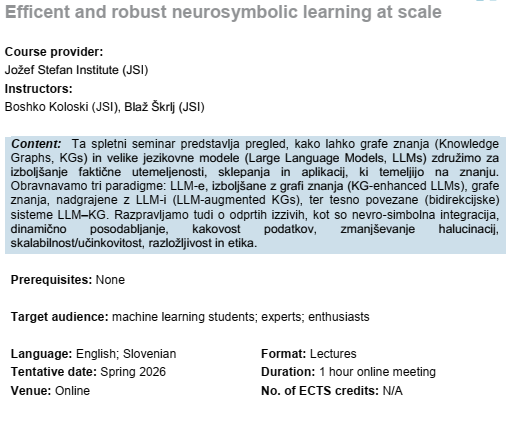 Efficent and robust neurosymbolic learning at scale
Course provider:
Jožef Stefan Institute (JSI)
Instructors:
Boshko Koloski (JSI), Blaž Škrlj (JSI)
Content: Ta spletni seminar predstavlja pregled, kako lahko grafe znanja (Knowledge
Graphs, KGs) in velike jezikovne modele (Large Language Models, LLMs) združimo za
izboljšanje faktične utemeljenosti, sklepanja in aplikacij, ki temeljijo na znanju.
Obravnavamo tri paradigme: LLM-e, izboljšane z grafi znanja (KG-enhanced LLMs), grafe
znanja, nadgrajene z LLM-i (LLM-augmented KGs), ter tesno povezane (bidirekcijske)
sisteme LLM–KG. Razpravljamo tudi o odprtih izzivih, kot so nevro-simbolna integracija,
dinamično posodabljanje, kakovost podatkov, zmanjševanje halucinacij,
skalabilnost/učinkovitost, razložljivost in etika.
Prerequisites: None
Target audience: machine learning students; experts; enthusiasts
Language: English; Slovenian Format: Lectures
Tentative date: Spring 2026 Duration: 1 hour online meeting
Venue: Online No. of ECTS credits: N/A